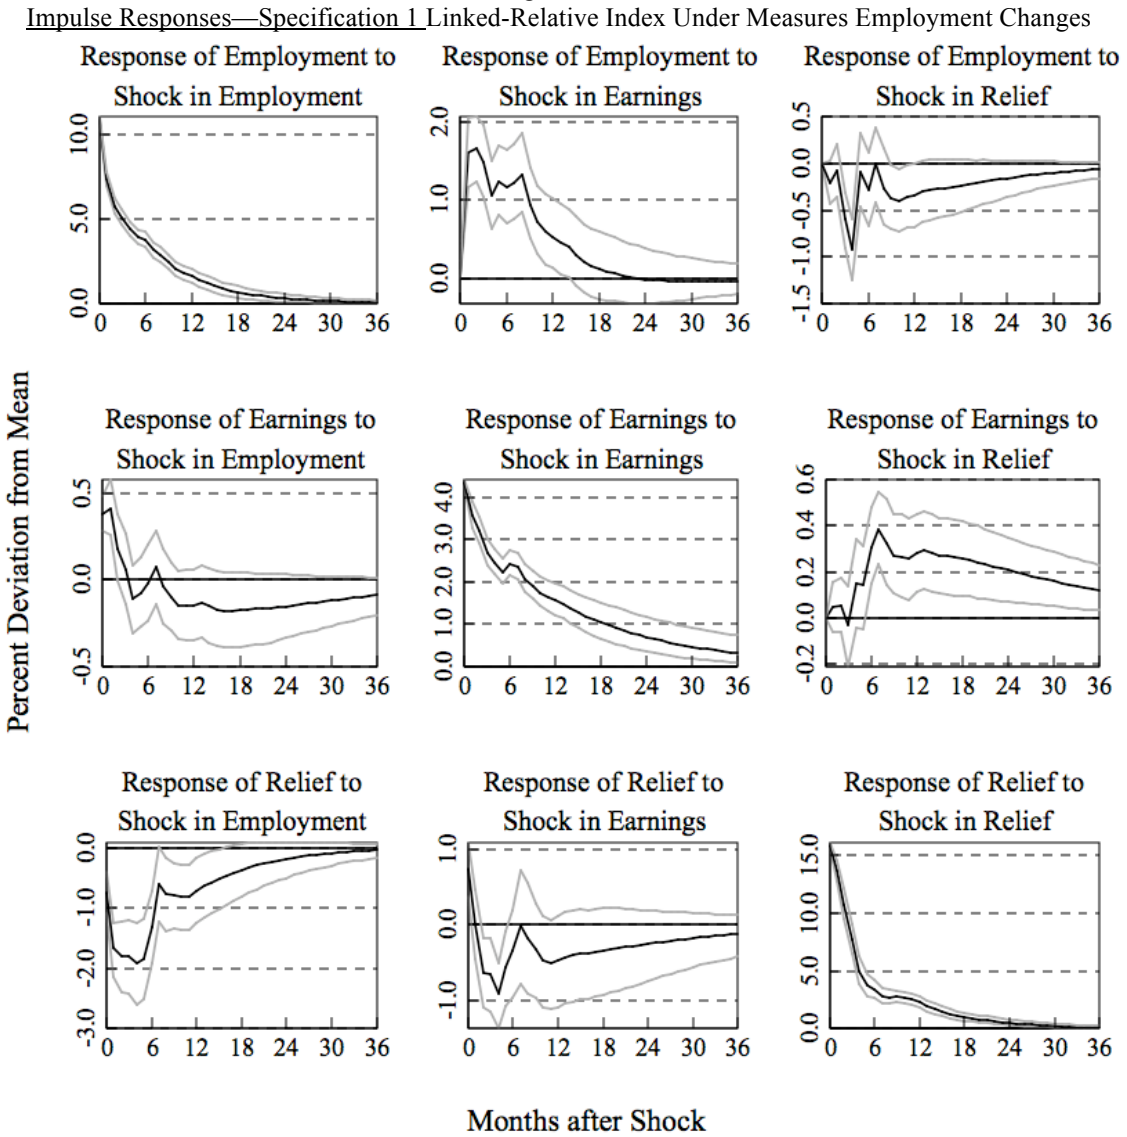 Impulse Responses—Specification 1 Linked-Relative Index Under Measures Employment Changes
Response of Employment to
Shock in Employment
10.0
5.0
0.0
0 6 12 18 24 30 36
Response of Employment to
Shock in Earnings
2.0
1.0
0.0
0 6 12 18 24 30 36
Response of Employment to
Shock in Relief
0.5
0.0
-0.5
-1.0
-1.5
0 6 12 18 24 30 36
Percent Deviation from Mean
Response of Earnings to
Shock in Employment
0.5
0.0
-0.5
0 6 12 18 24 30 36
Response of Earnings to
Shock in Earnings
4.0
3.0
2.0
1.0
0.0
0 6 12 18 24 30 36
Response of Earnings to
Shock in Relief
0.6
0.4
0.2
0.0
-0.2
0 6 12 18 24 30 36
Response of Relief to
Shock in Employment
0.0
-1.0
-2.0
-3.0
0 6 12 18 24 30 36
Response of Relief to
Shock in Earnings
1.0
0.0
-1.0
0 6 12 18 24 30 36
Response of Relief to
Shock in Relief
15.0
10.0
5.0
0.0
0 6 12 18 24 30 36
Months after Shock